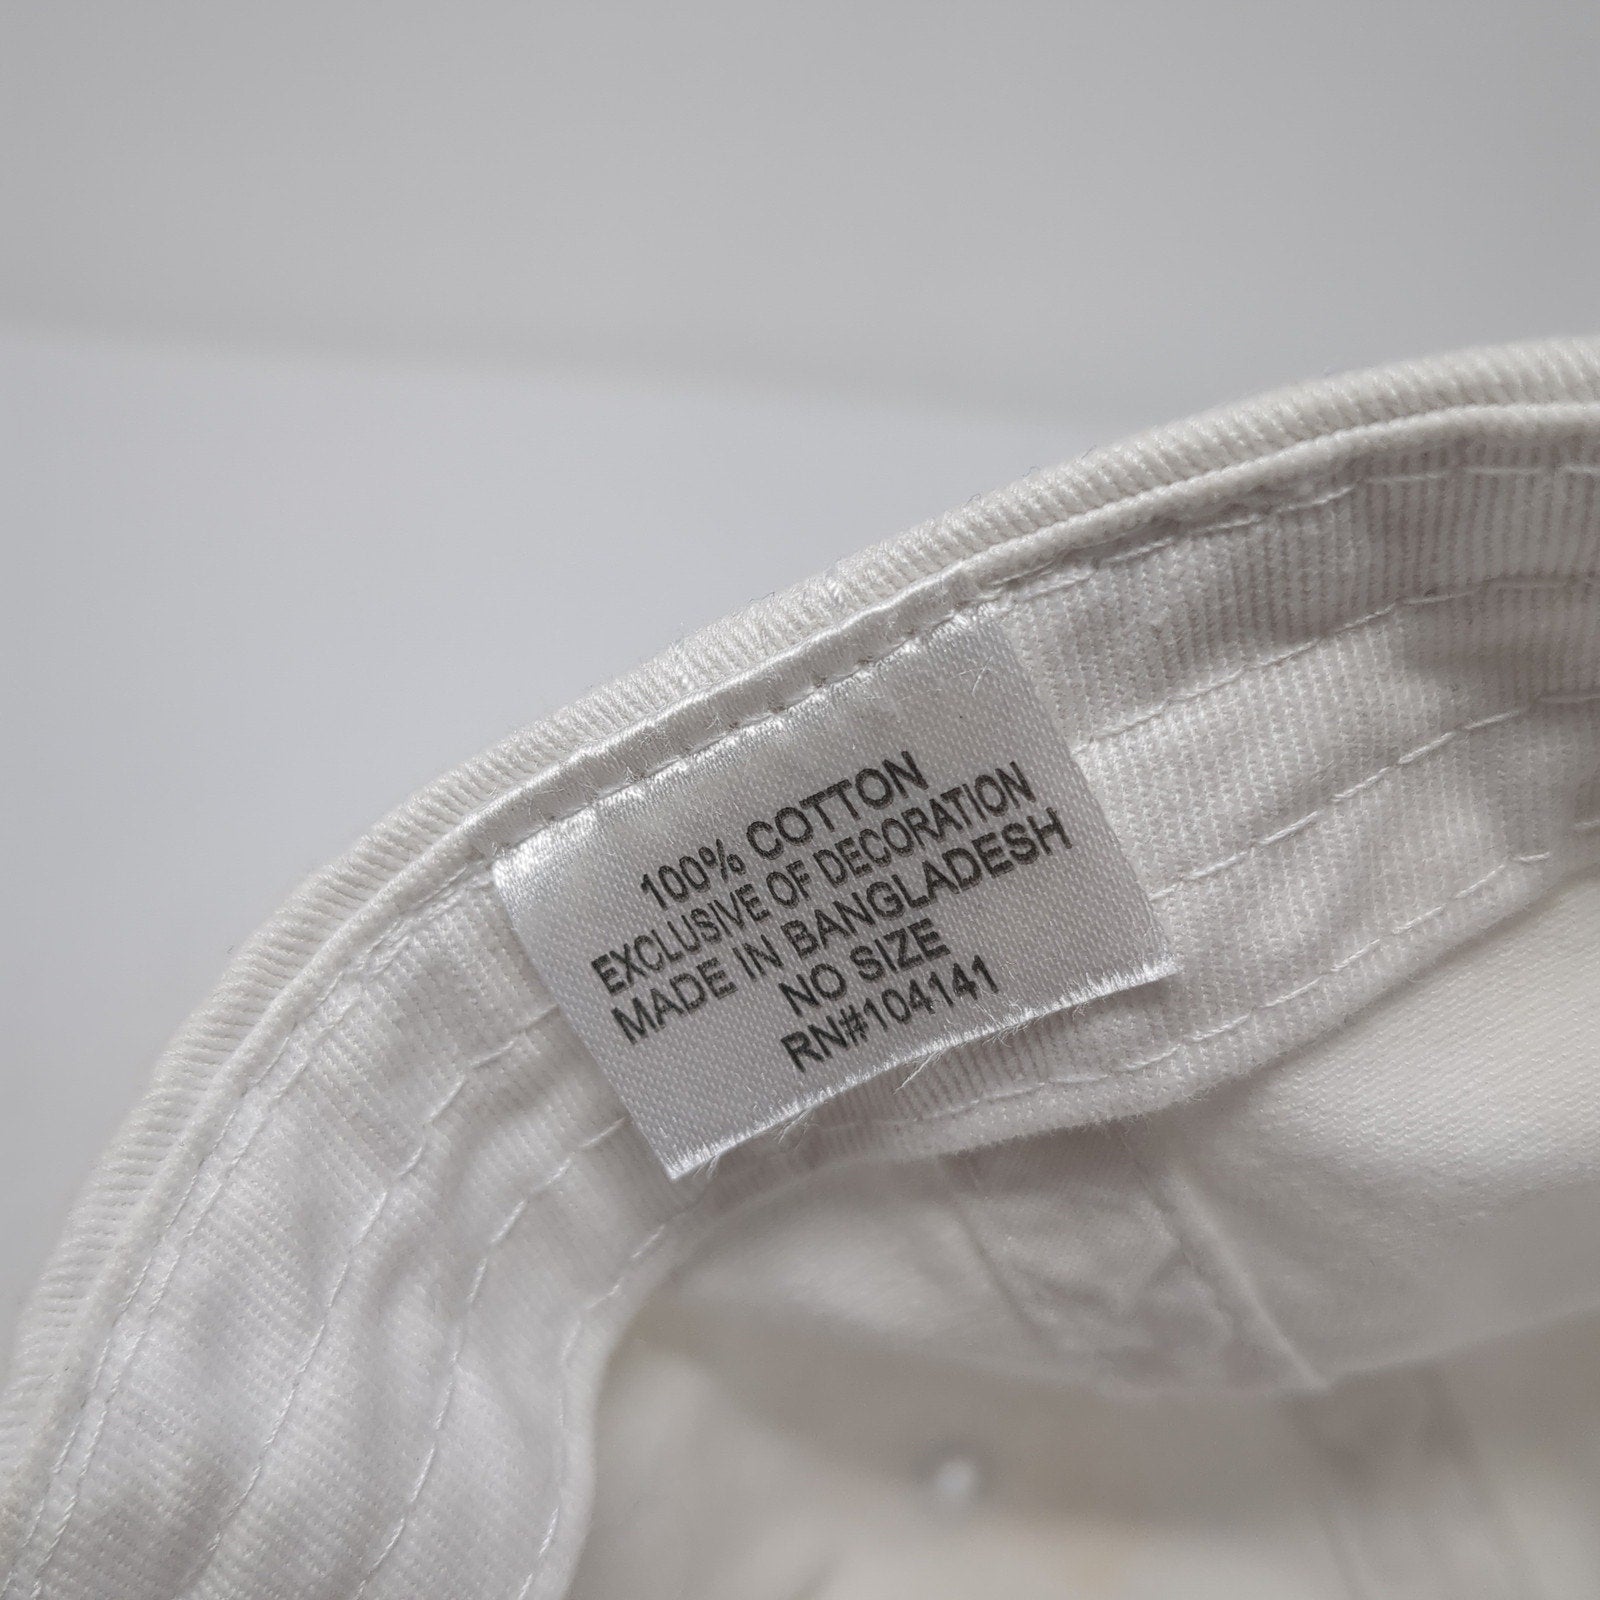 100% COTTON
EXCLUSIVE OF DECORATION
MADE IN BANGLADESH
NO SIZE
RN#104141